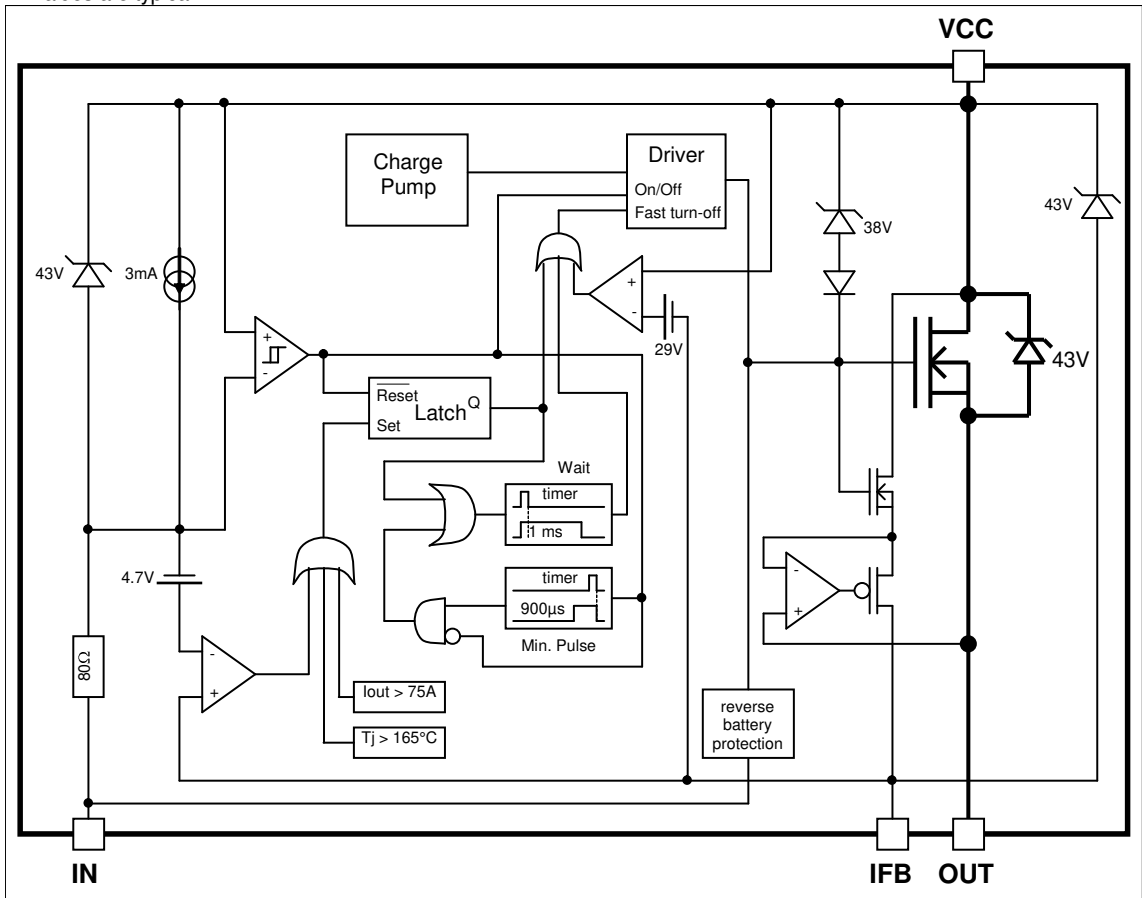 VCC
Charge
Pump
Driver
On/Off
Fast turn-off
43V
3mA
38V
43V
+
-
29V
+
-
43V
Reset
Latch
Q
Set
Wait
timer
1 ms
4.7V
timer
900µs
Min. Pulse
-
+
80Ω
-
+
Iout > 75A
Tj > 165°C
reverse
battery
protection
IN
IFB
OUT